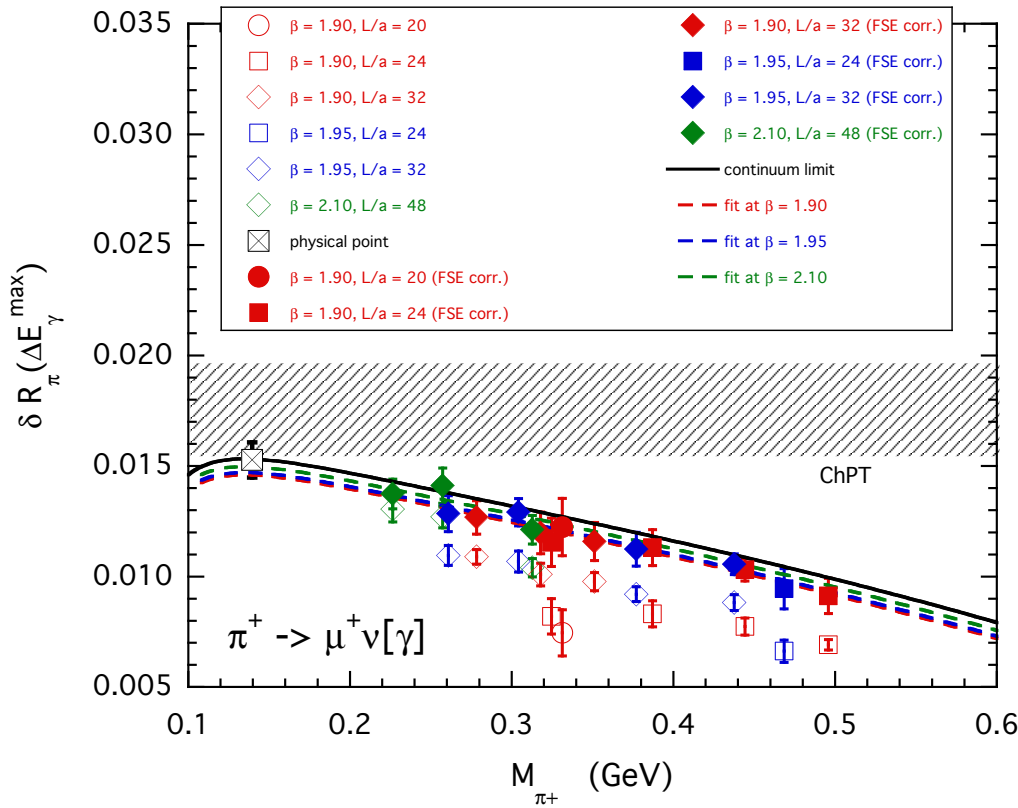 0.035
0.030
0.025
0.020
0.015
0.010
0.005
δ R_π (ΔE_γ^max)
β = 1.90, L/a = 20
β = 1.90, L/a = 24
β = 1.90, L/a = 32
β = 1.95, L/a = 24
β = 1.95, L/a = 32
β = 2.10, L/a = 48
physical point
β = 1.90, L/a = 20 (FSE corr.)
β = 1.90, L/a = 24 (FSE corr.)
β = 1.90, L/a = 32 (FSE corr.)
β = 1.95, L/a = 24 (FSE corr.)
β = 1.95, L/a = 32 (FSE corr.)
β = 2.10, L/a = 48 (FSE corr.)
continuum limit
fit at β = 1.90
fit at β = 1.95
fit at β = 2.10
ChPT
π⁺ -> μ⁺ν[γ]
0.1 0.2 0.3 0.4 0.5 0.6
M_π+ (GeV)